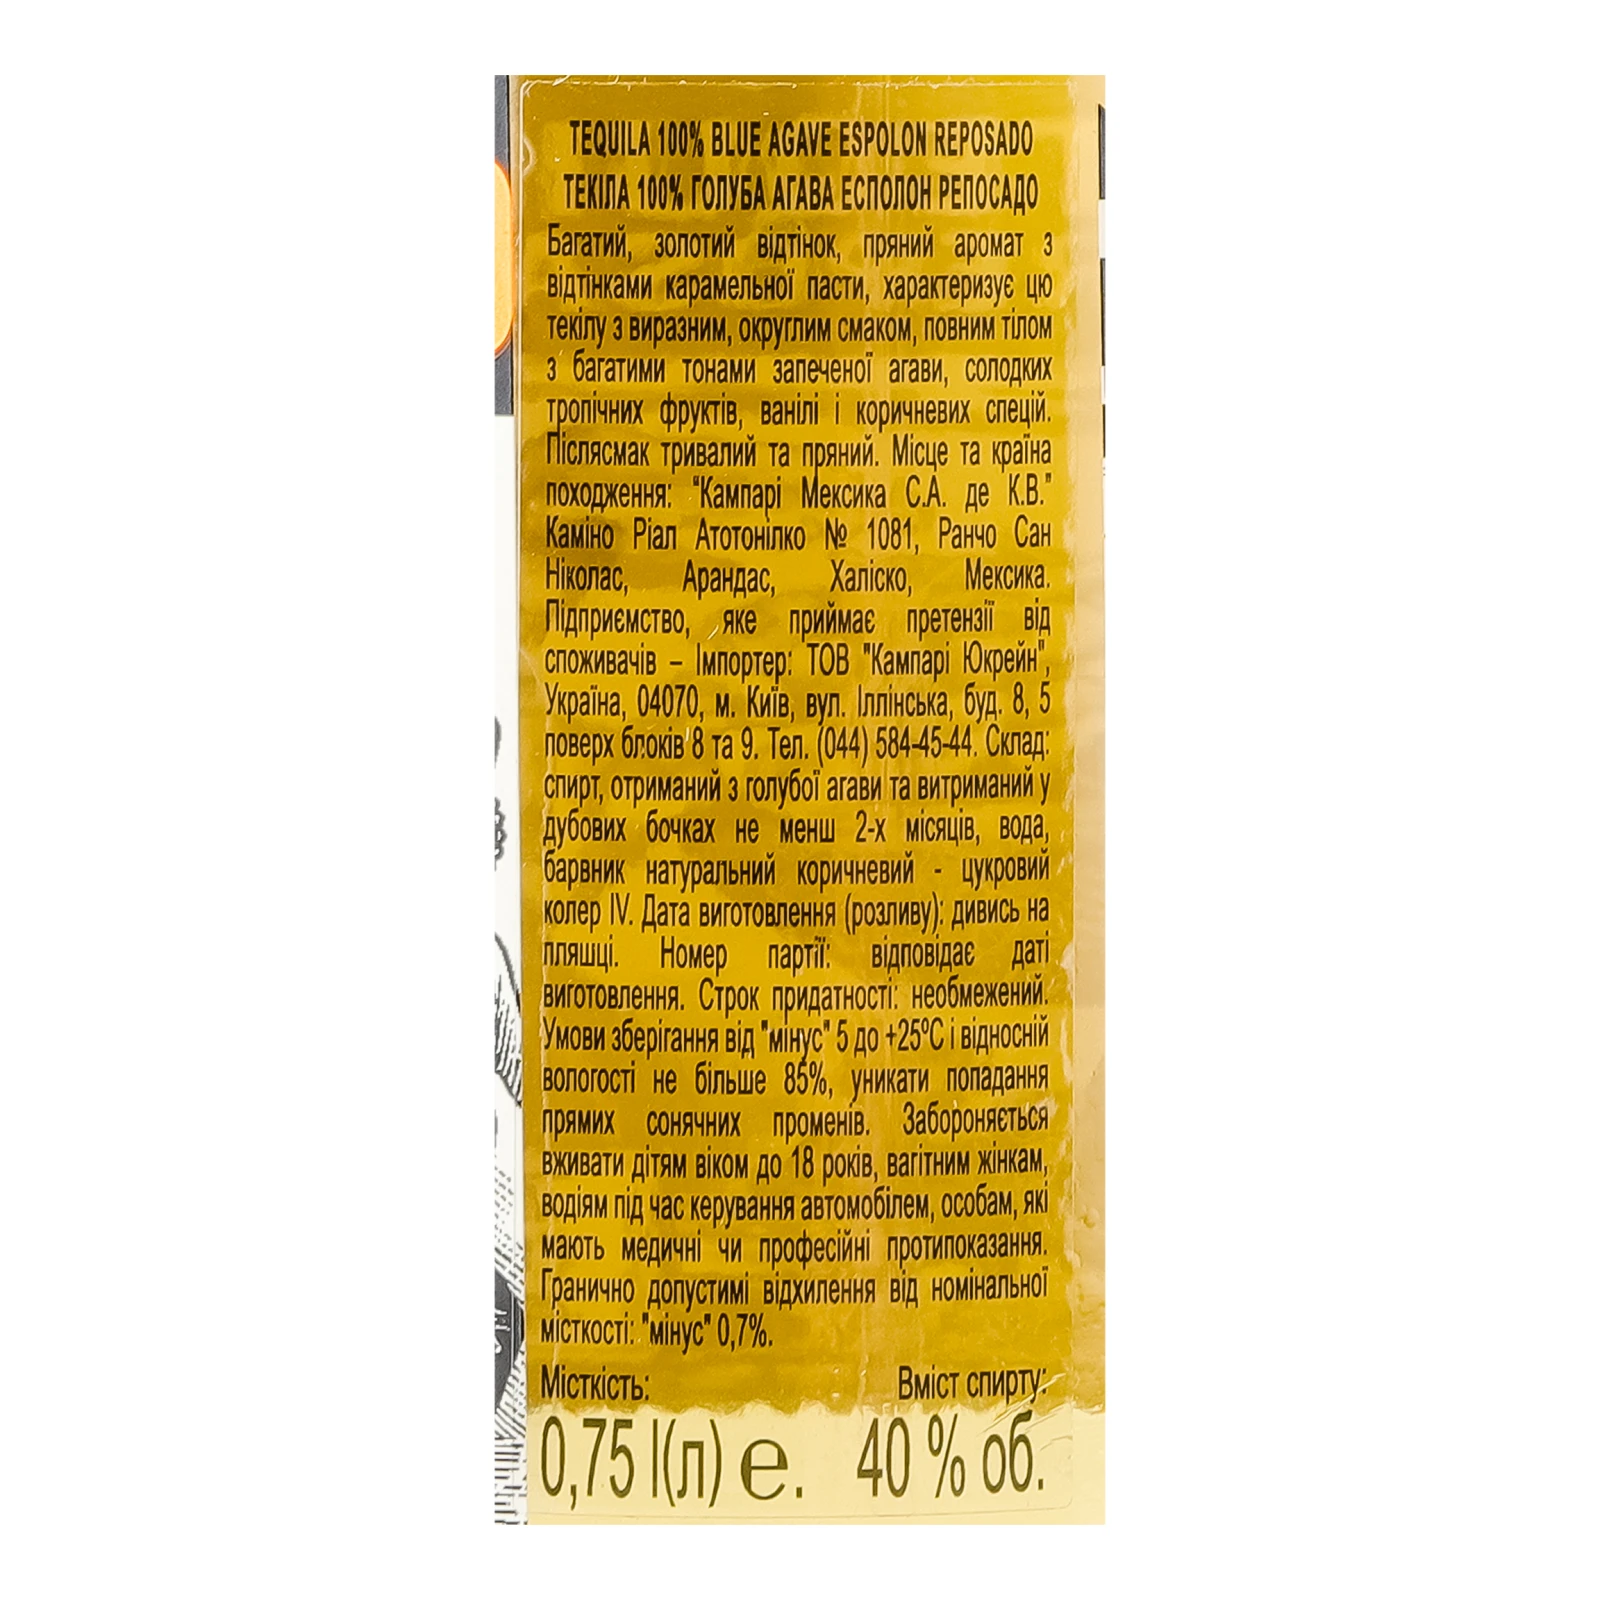 TEQUILA 100% BLUE AGAVE ESPOLON REPOSADO
ТЕКІЛА 100% ГОЛУБА АГАВА ЕСПОЛОН РЕПОСАДО
Багатий, золотий відтінок, пряний аромат з
відтінками карамельної пасти, характеризує цю
текілу з виразним, округлим смаком, повним тілом
з багатими тонами запеченої агави, солодких
тропічних фруктів, ванілі і коричневих спецій.
Післясмак тривалий та пряний. Місце та країна
походження: "Кампарі Мексика С.А. де К.В."
Каміно Ріал Атотонілко № 1081, Ранчо Сан
Ніколас, Арандас, Халіско, Мексика.
Підприємство, яке приймає претензії від
споживачів – Імпортер: ТОВ "Кампарі Юкрейн",
Україна, 04070, м. Київ, вул. Іллінська, буд. 8, 5
поверх блоків 8 та 9. Тел. (044) 584-45-44. Склад:
спирт, отриманий з голубої агави та витриманий у
дубових бочках не менш 2-х місяців, вода,
барвник натуральний коричневий - цукровий
колер IV. Дата виготовлення (розливу): дивись на
пляшці. Номер партії: відповідає даті
виготовлення. Строк придатності: необмежений.
Умови зберігання від "мінус" 5 до +25ºС і відносній
вологості не більше 85%, уникати попадання
прямих сонячних променів. Забороняється
вживати дітям віком до 18 років, вагітним жінкам,
водіям під час керування автомобілем, особам, які
мають медичні чи професійні протипоказання.
Гранично допустимі відхилення від номінальної
місткості: "мінус" 0,7%.
Місткість: Вміст спирту:
0,75 l(л) e. 40 % об.